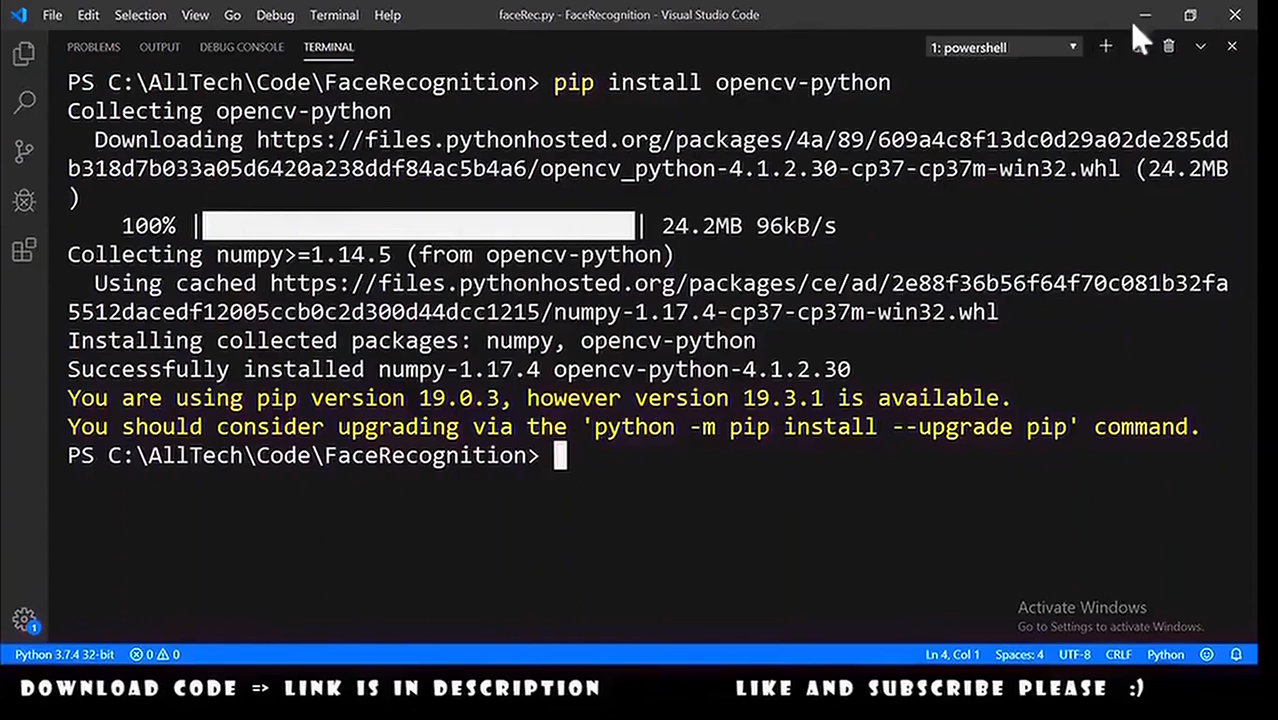 File Edit Selection View Go Debug Terminal Help faceRec.py - FaceRecognition - Visual Studio Code
PROBLEMS OUTPUT DEBUG CONSOLE TERMINAL 1: powershell
PS C:\AllTech\Code\FaceRecognition> pip install opencv-python
Collecting opencv-python
Downloading https://files.pythonhosted.org/packages/4a/89/609a4c8f13dc0d29a02de285dd
b318d7b033a05d6420a238ddf84ac5b4a6/opencv_python-4.1.2.30-cp37-cp37m-win32.whl (24.2MB
)
100% | | 24.2MB 96kB/s
Collecting numpy>=1.14.5 (from opencv-python)
Using cached https://files.pythonhosted.org/packages/ce/ad/2e88f36b56f64f70c081b32fa
5512dacedf12005ccb0c2d300d44dcc1215/numpy-1.17.4-cp37-cp37m-win32.whl
Installing collected packages: numpy, opencv-python
Successfully installed numpy-1.17.4 opencv-python-4.1.2.30
You are using pip version 19.0.3, however version 19.3.1 is available.
You should consider upgrading via the 'python -m pip install --upgrade pip' command.
PS C:\AllTech\Code\FaceRecognition>
Activate Windows
Go to Settings to activate Windows.
1
Python 3.7.4 32-bit 0 0 Ln 4, Col 1 Spaces: 4 UTF-8 CRLF Python
DOWNLOAD CODE => LINK IS IN DESCRIPTION LIKE AND SUBSCRIBE PLEASE :)